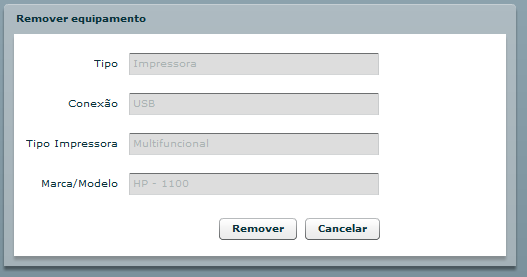 Remover equipamento
Tipo Impressora
Conexão USB
Tipo Impressora Multifuncional
Marca/Modelo HP - 1100
Remover Cancelar